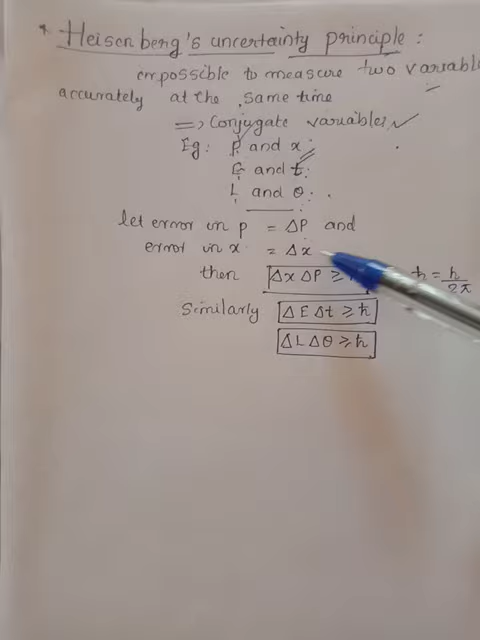 * Heisenberg's uncertainty principle :
impossible to measure two variable
accurately at the same time
=> Conjugate variables
Eg: P and x
E and t
L and θ
let error in p = ΔP and
error in x = Δx
then Δx ΔP ≥ ħ = h/2π
Similarly ΔE Δt ≥ ħ
ΔL Δθ ≥ ħ